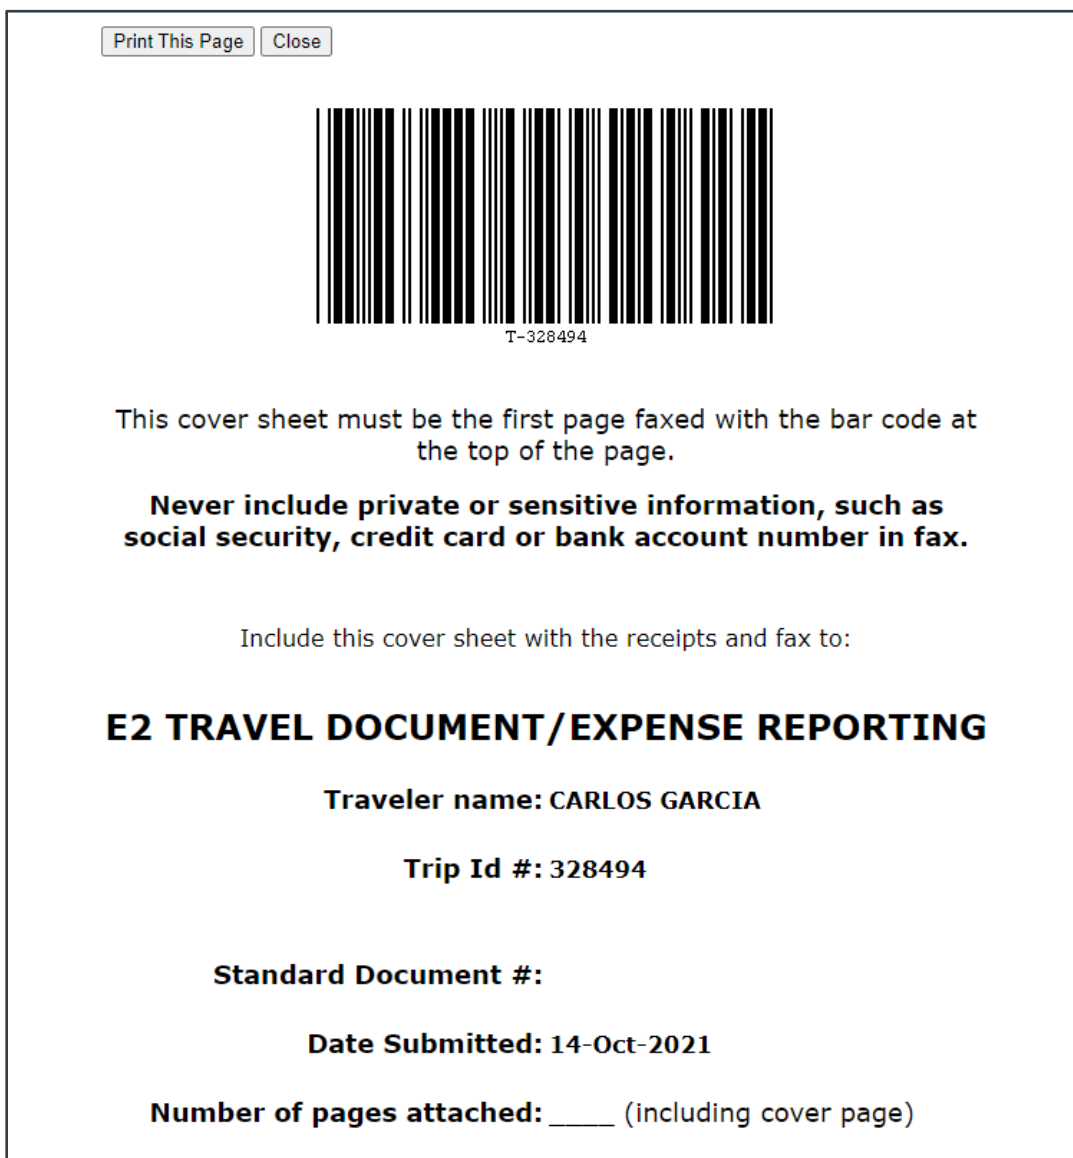 Print This Page Close
T-328494
This cover sheet must be the first page faxed with the bar code at
the top of the page.
Never include private or sensitive information, such as
social security, credit card or bank account number in fax.
Include this cover sheet with the receipts and fax to:
E2 TRAVEL DOCUMENT/EXPENSE REPORTING
Traveler name: CARLOS GARCIA
Trip Id #: 328494
Standard Document #:
Date Submitted: 14-Oct-2021
Number of pages attached: ____ (including cover page)